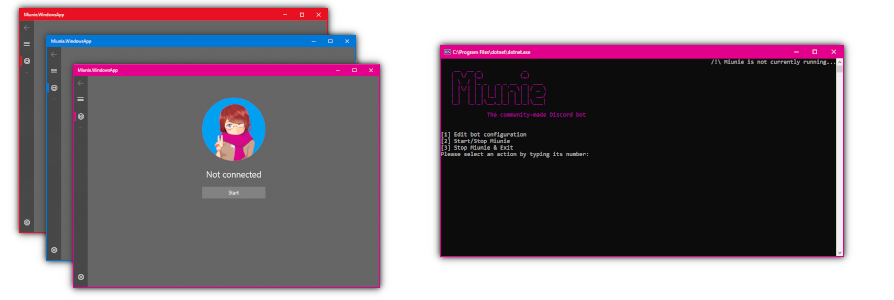 Miunie.WindowsApp
Miunie.WindowsApp
Miunie.WindowsApp
Not connected
Start
C:\Program Files\dotnet\dotnet.exe
/!\ Miunie is not currently running...
Miunie
The community-made Discord bot
[1] Edit bot configuration
[2] Start/Stop Miunie
[3] Stop Miunie & Exit
Please select an action by typing its number: